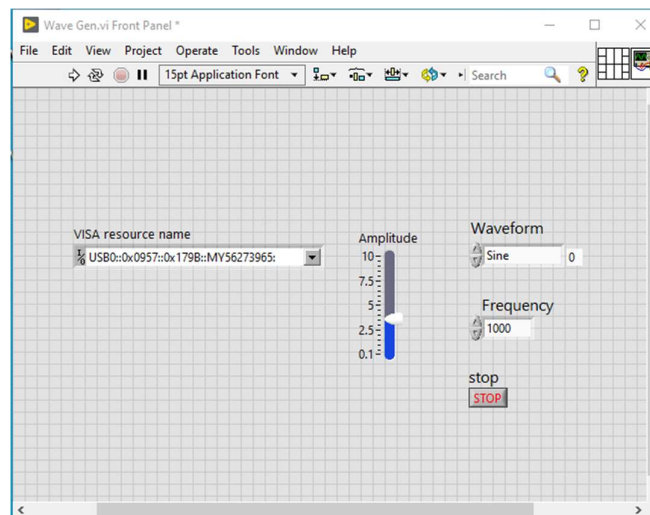 Wave Gen.vi Front Panel *
File Edit View Project Operate Tools Window Help
15pt Application Font Search
VISA resource name
USB0::0x0957::0x179B::MY56273965:
Amplitude
10
7.5
5
2.5
0.1
Waveform
Sine 0
Frequency
1000
stop
STOP